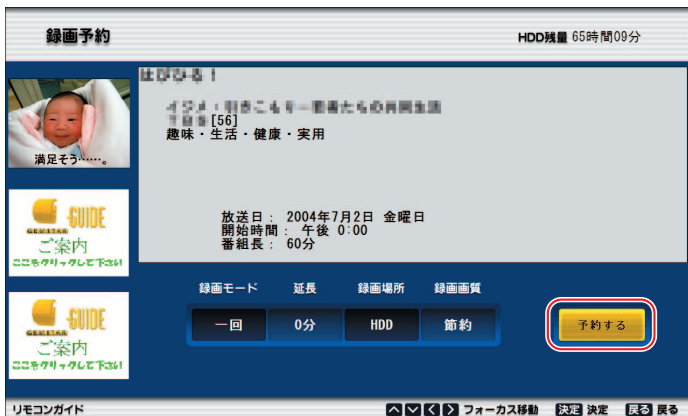 録画予約
HDD残量 65時間09分
満足そう……。
[56]
趣味・生活・健康・実用
放送日： 2004年7月2日 金曜日
開始時間： 午後 0:00
番組長： 60分
GUIDE
GEMSTAR
ご案内
ここをクリックして下さい
GUIDE
GEMSTAR
ご案内
ここをクリックして下さい
録画モード 延長 録画場所 録画画質
一回 0分 HDD 節約
予約する
リモコンガイド
フォーカス移動 決定 決定 戻る 戻る